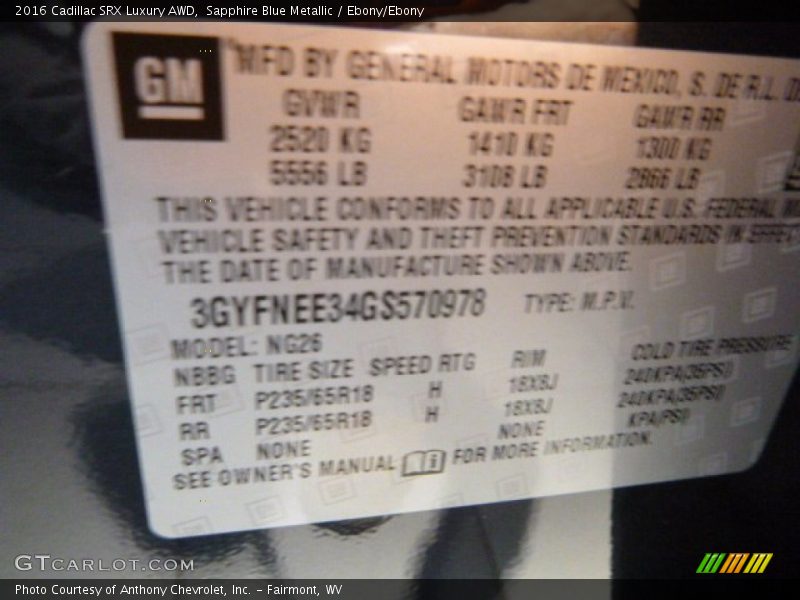 2016 Cadillac SRX Luxury AWD,  Sapphire Blue Metallic / Ebony/Ebony
GM
MFD BY GENERAL MOTORS DE MEXICO, S. DE R.L.
GVWR GAWR FRT GAWR RR
2520 KG 1410 KG 1300 KG
5556 LB 3108 LB 2866 LB
THIS VEHICLE CONFORMS TO ALL APPLICABLE U.S. FEDERAL
VEHICLE SAFETY AND THEFT PREVENTION STANDARDS IN EFFECT
THE DATE OF MANUFACTURE SHOWN ABOVE.
3GYFNEE34GS570978 TYPE: M.P.V.
MODEL: NG26
NBBG TIRE SIZE SPEED RTG RIM COLD TIRE PRESSURE
FRT P235/65R18 H 18X8J 240KPA(35PSI)
RR P235/65R18 H 18X8J 240KPA(35PSI)
SPA NONE NONE KPA(PSI)
SEE OWNER'S MANUAL FOR MORE INFORMATION.
GTCARLOT.COM
Photo Courtesy of Anthony Chevrolet, Inc. – Fairmont, WV